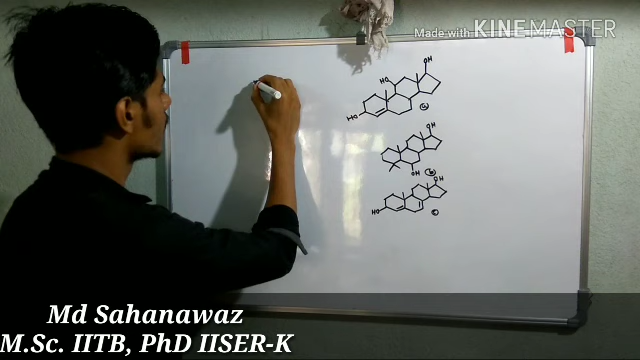 Made with KINEMASTER
OH
HO
HO
(a)
OH
OH
(b)
OH
HO
(c)
Md Sahanawaz
M.Sc. IITB, PhD IISER-K